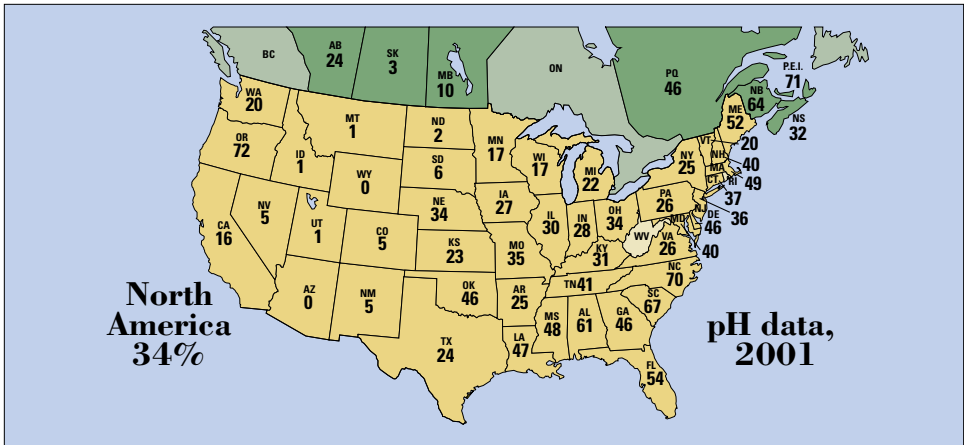 BC
AB
24
SK
3
MB
10
ON
PQ
46
P.E.I.
71
NB
64
NS
32
WA
20
MT
1
ND
2
MN
17
ME
52
VT
20
NH
40
MA
49
RI
37
CT
36
OR
72
ID
1
WY
0
SD
6
WI
17
MI
22
NY
25
NE
34
IA
27
PA
26
NJ
DE
46
MD
40
CA
16
NV
5
UT
1
CO
5
KS
23
MO
35
IL
30
IN
28
OH
34
WV
VA
26
KY
31
AZ
0
NM
5
OK
46
AR
25
TN 41
NC
70
SC
67
MS
48
AL
61
GA
46
TX
24
LA
47
FL
54
North
America
34%
pH data,
2001